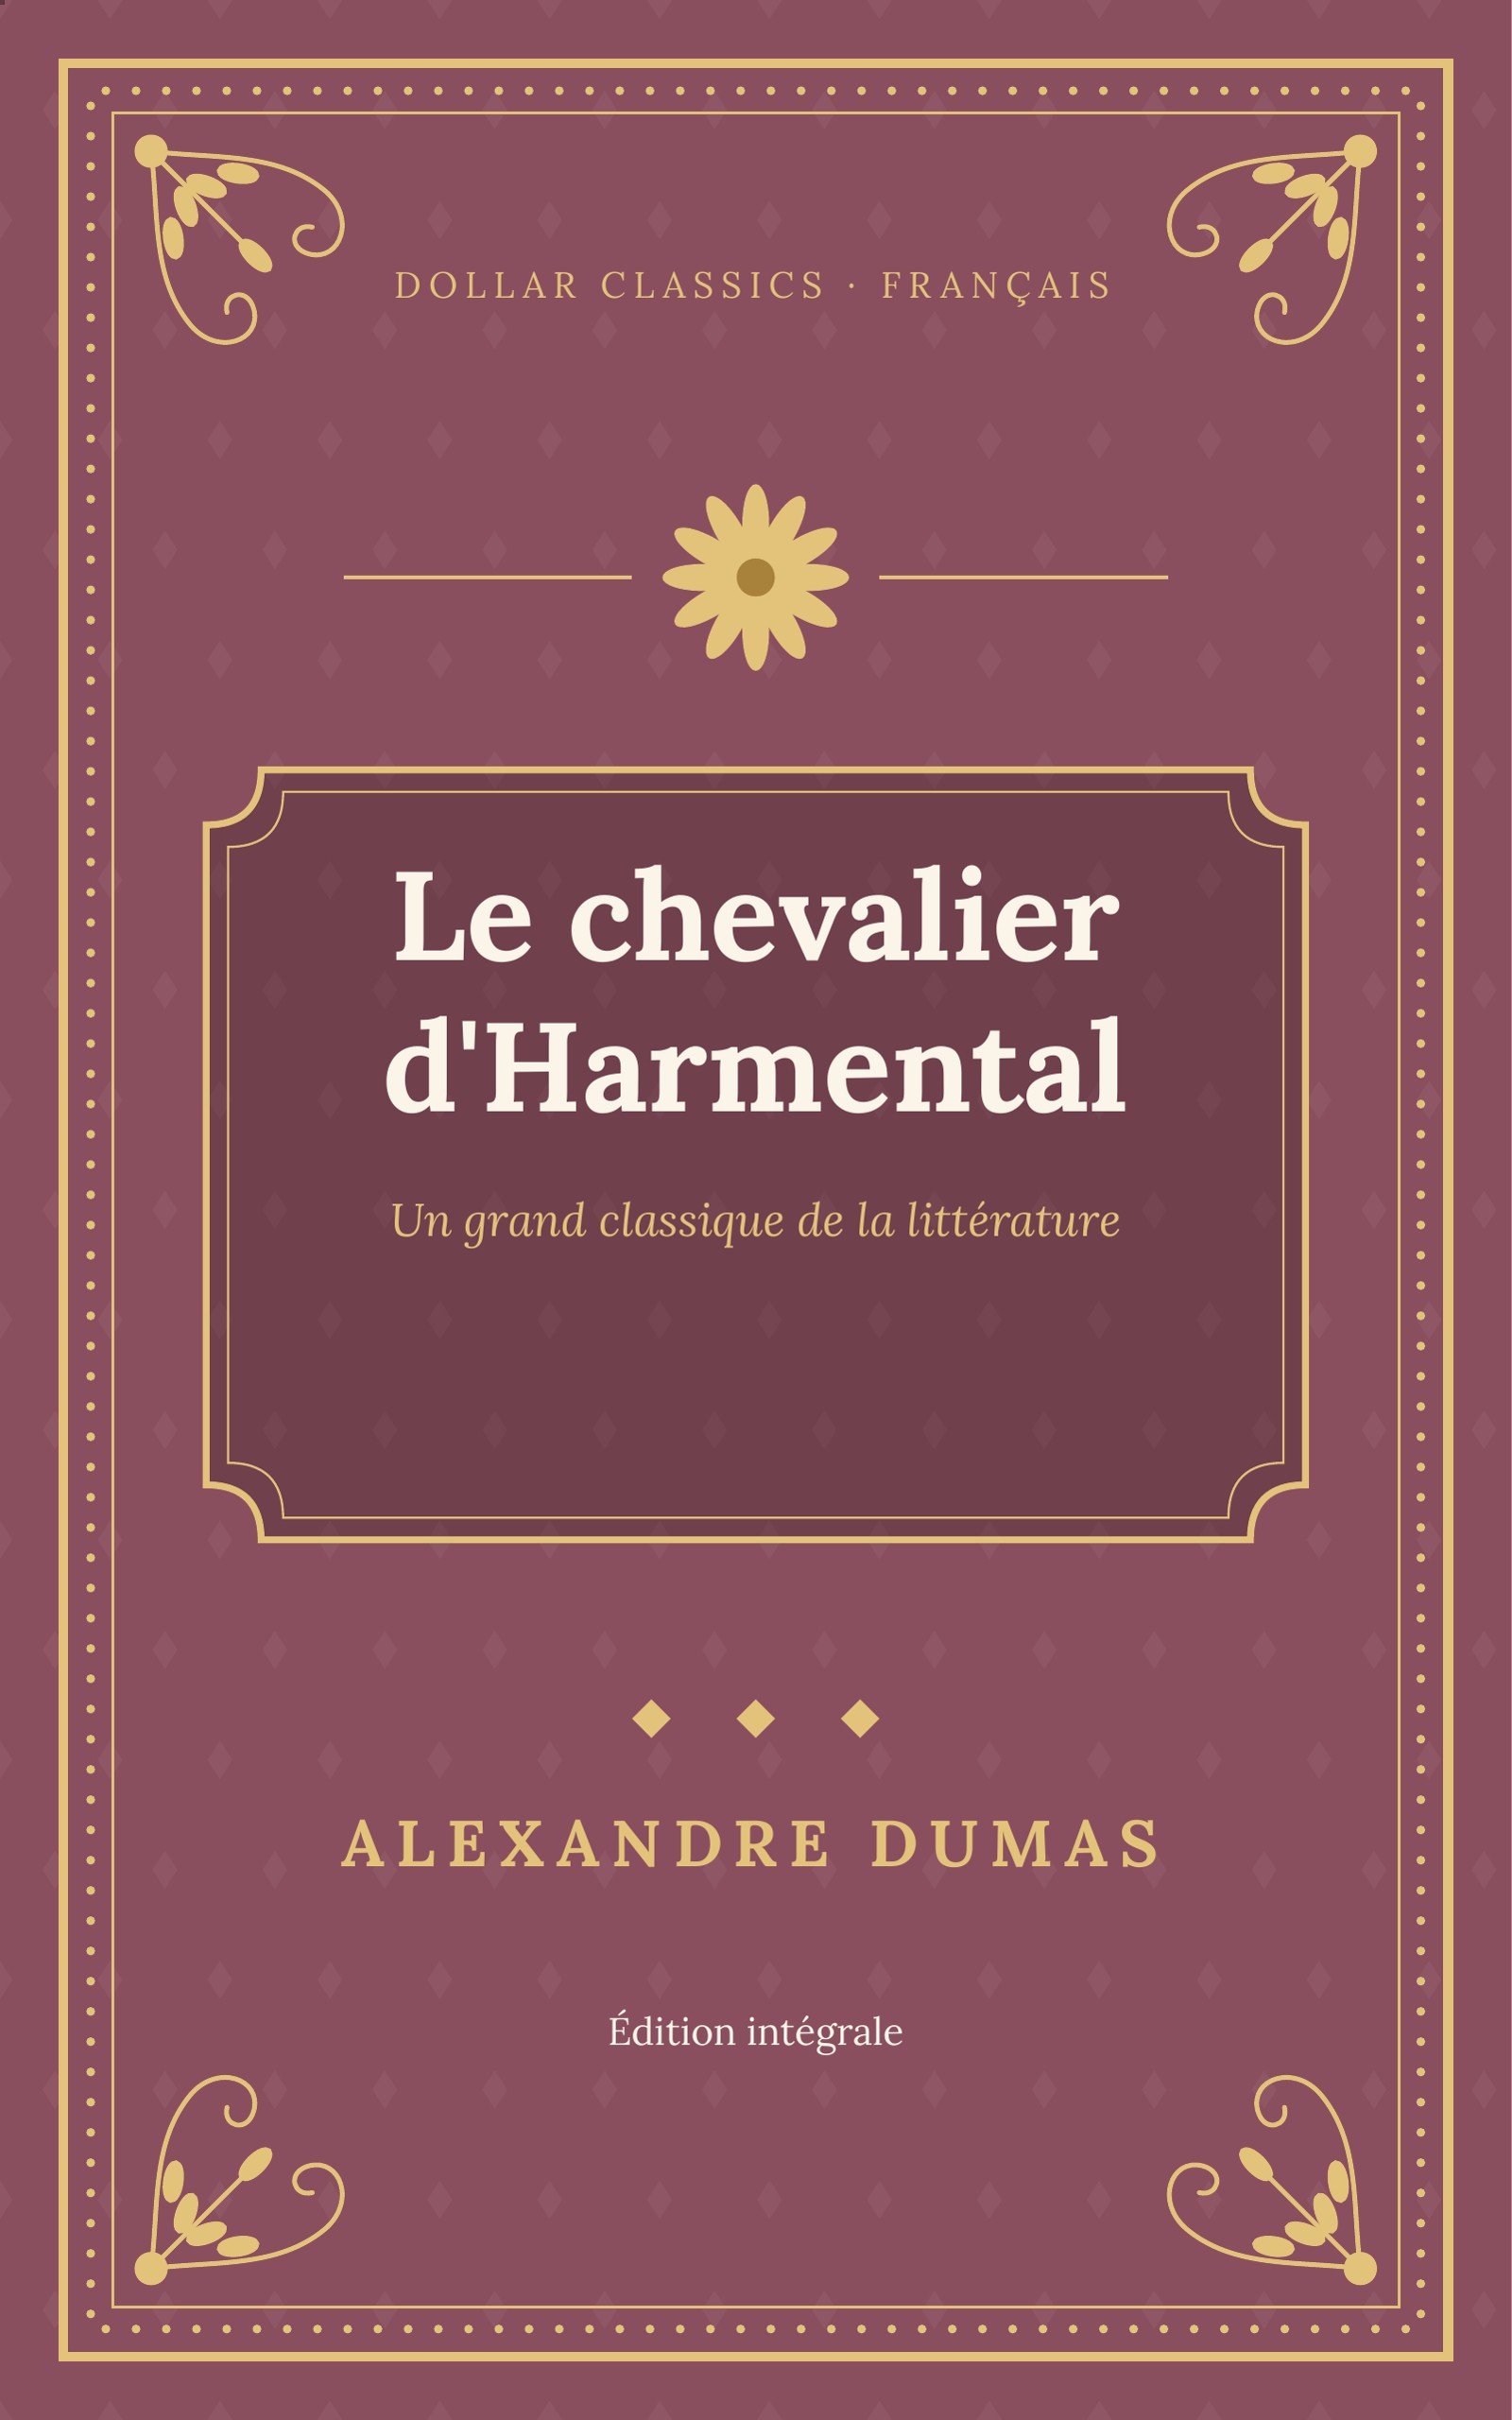 DOLLAR CLASSICS · FRANÇAIS
Le chevalier
d'Harmental
Un grand classique de la littérature
ALEXANDRE DUMAS
Édition intégrale